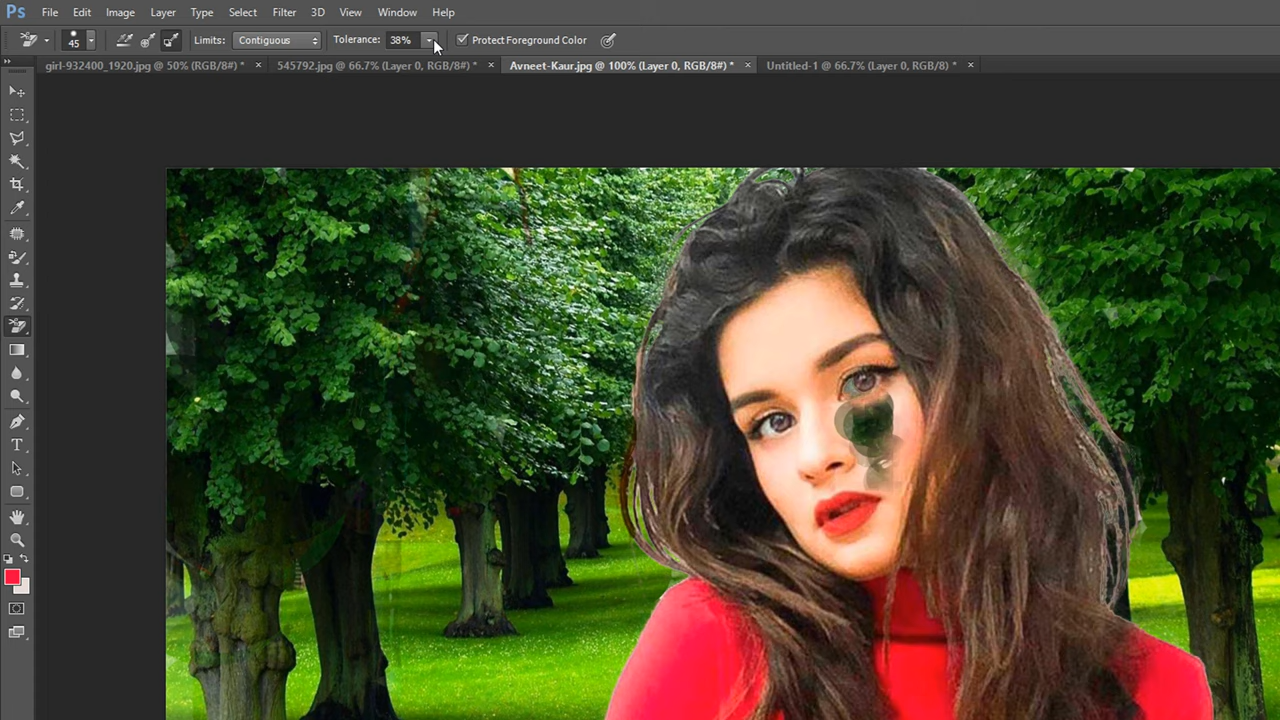 Ps File Edit Image Layer Type Select Filter 3D View Window Help
45 Limits: Contiguous Tolerance: 38% Protect Foreground Color
girl-932400_1920.jpg @ 50% (RGB/8#) * × 545792.jpg @ 66.7% (Layer 0, RGB/8#) * × Avneet-Kaur.jpg @ 100% (Layer 0, RGB/8#) * × Untitled-1 @ 66.7% (Layer 0, RGB/8) * ×